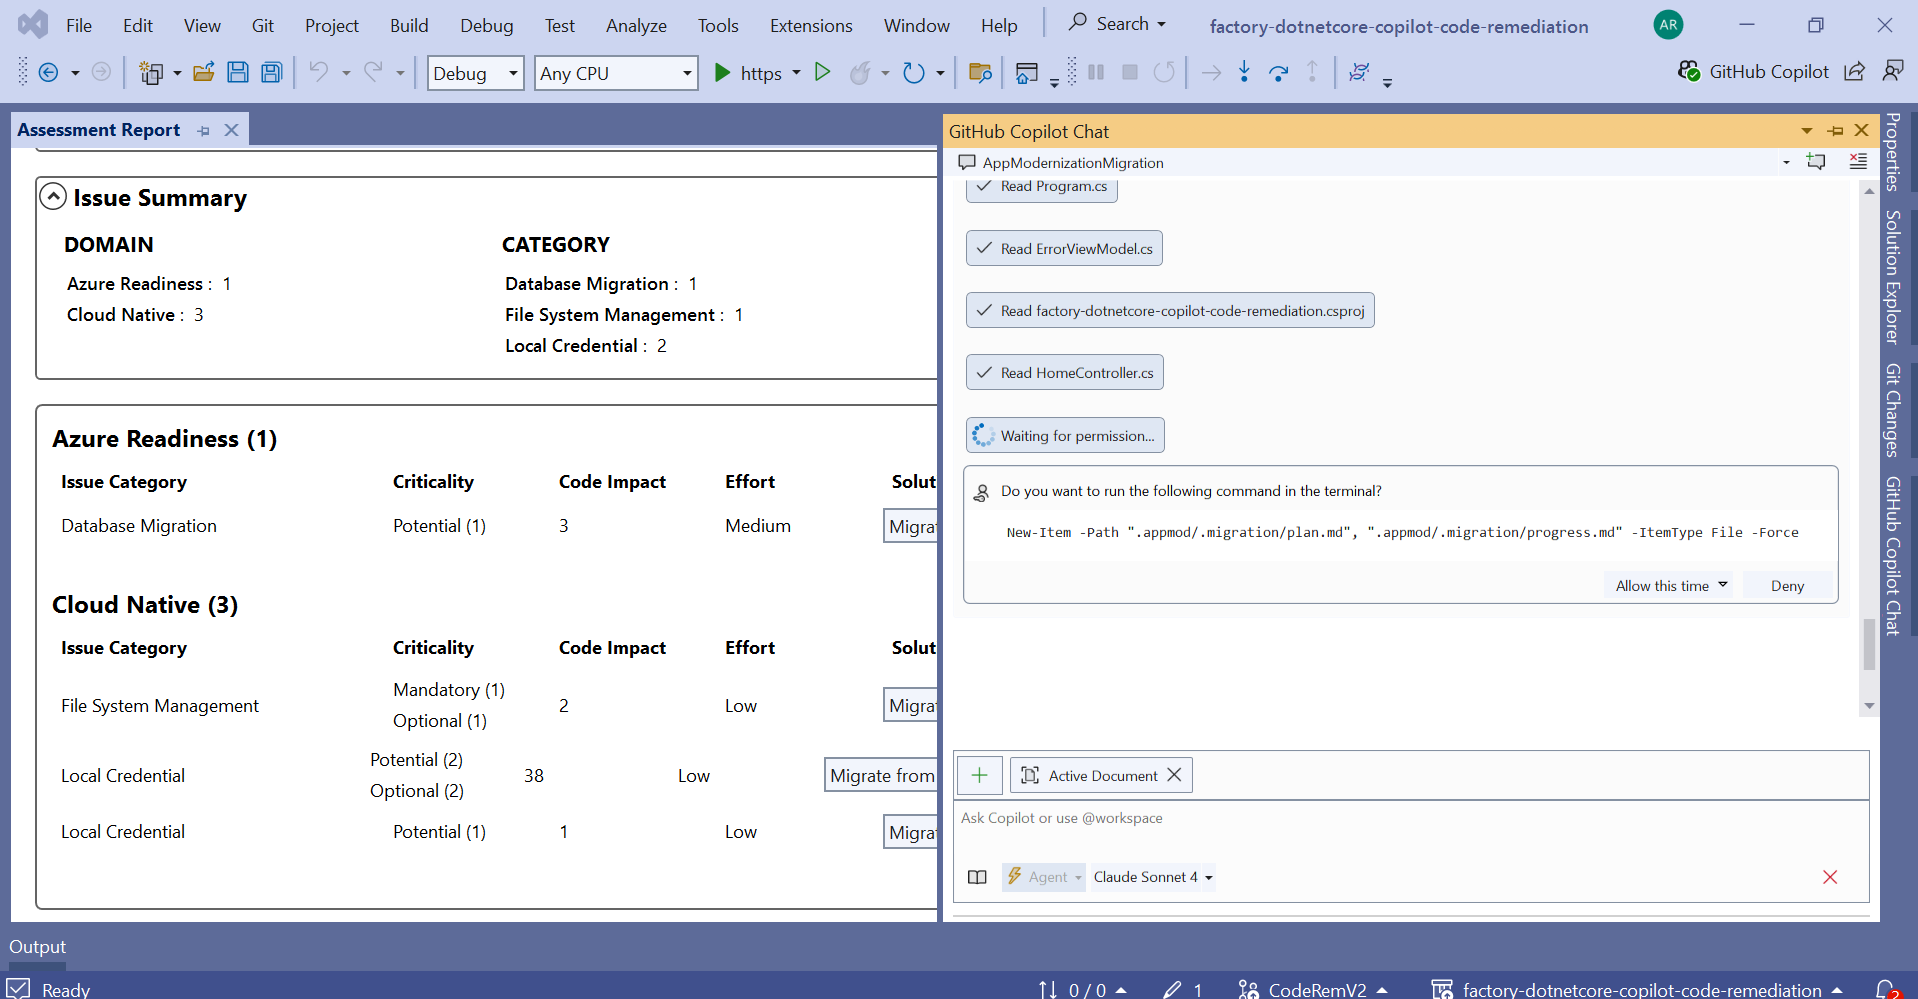 File Edit View Git Project Build Debug Test Analyze Tools Extensions Window Help Search factory-dotnetcore-copilot-code-remediation AR
Debug Any CPU https GitHub Copilot
Assessment Report
Issue Summary
DOMAIN
Azure Readiness : 1
Cloud Native : 3
CATEGORY
Database Migration : 1
File System Management : 1
Local Credential : 2
Azure Readiness (1)
Issue Category Criticality Code Impact Effort Solut
Database Migration Potential (1) 3 Medium Migra
Cloud Native (3)
Issue Category Criticality Code Impact Effort Solut
File System Management Mandatory (1) Optional (1) 2 Low Migra
Local Credential Potential (2) Optional (2) 38 Low Migrate from
Local Credential Potential (1) 1 Low Migra
GitHub Copilot Chat
AppModernizationMigration
Read Program.cs
Read ErrorViewModel.cs
Read factory-dotnetcore-copilot-code-remediation.csproj
Read HomeController.cs
Waiting for permission...
Do you want to run the following command in the terminal?
New-Item -Path ".appmod/.migration/plan.md", ".appmod/.migration/progress.md" -ItemType File -Force
Allow this time Deny
Active Document
Ask Copilot or use @workspace
Agent Claude Sonnet 4
Properties
Solution Explorer
Git Changes
GitHub Copilot Chat
Output
Ready 0 / 0 1 CodeRemV2 factory-dotnetcore-copilot-code-remediation 2